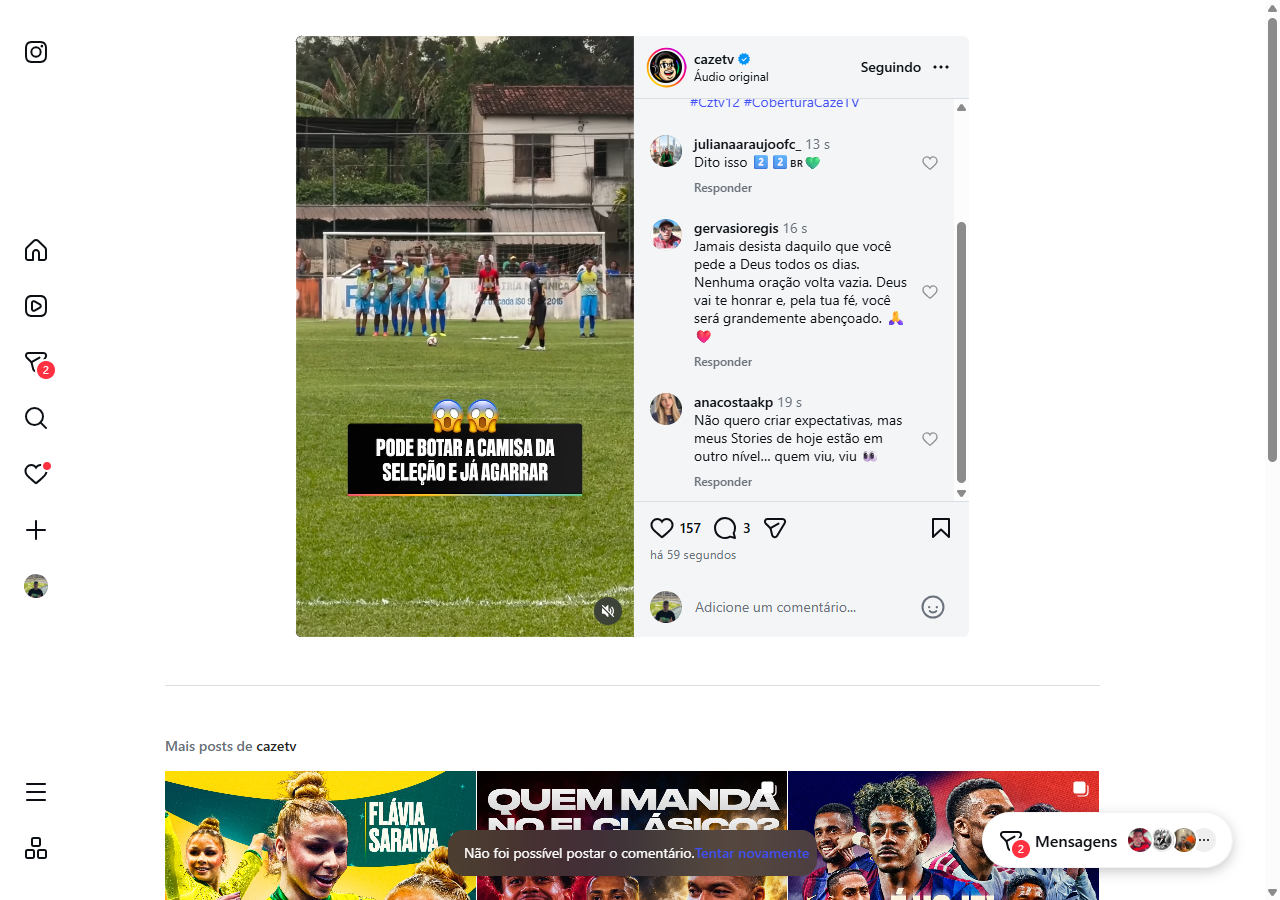 cazetv
Áudio original
Seguindo
#Cztv12 #CoberturaCazeTV
julianaaraujoofc_ 13 s
Dito isso 2️⃣ 2️⃣ BR💚
Responder
gervasioregis 16 s
Jamais desista daquilo que você
pede a Deus todos os dias.
Nenhuma oração volta vazia. Deus
vai te honrar e, pela tua fé, você
será grandemente abençoado. 🙏
❤️
Responder
anacostaakp 19 s
Não quero criar expectativas, mas
meus Stories de hoje estão em
outro nível... quem viu, viu 👀
Responder
😱😱
PODE BOTAR A CAMISA DA
SELEÇÃO E JÁ AGARRAR
157
3
há 59 segundos
Adicione um comentário...
2
Mais posts de cazetv
FLÁVIA
SARAIVA
QUEM MANDA
NO EL CLÁSICO?
Não foi possível postar o comentário. Tentar novamente
2
Mensagens